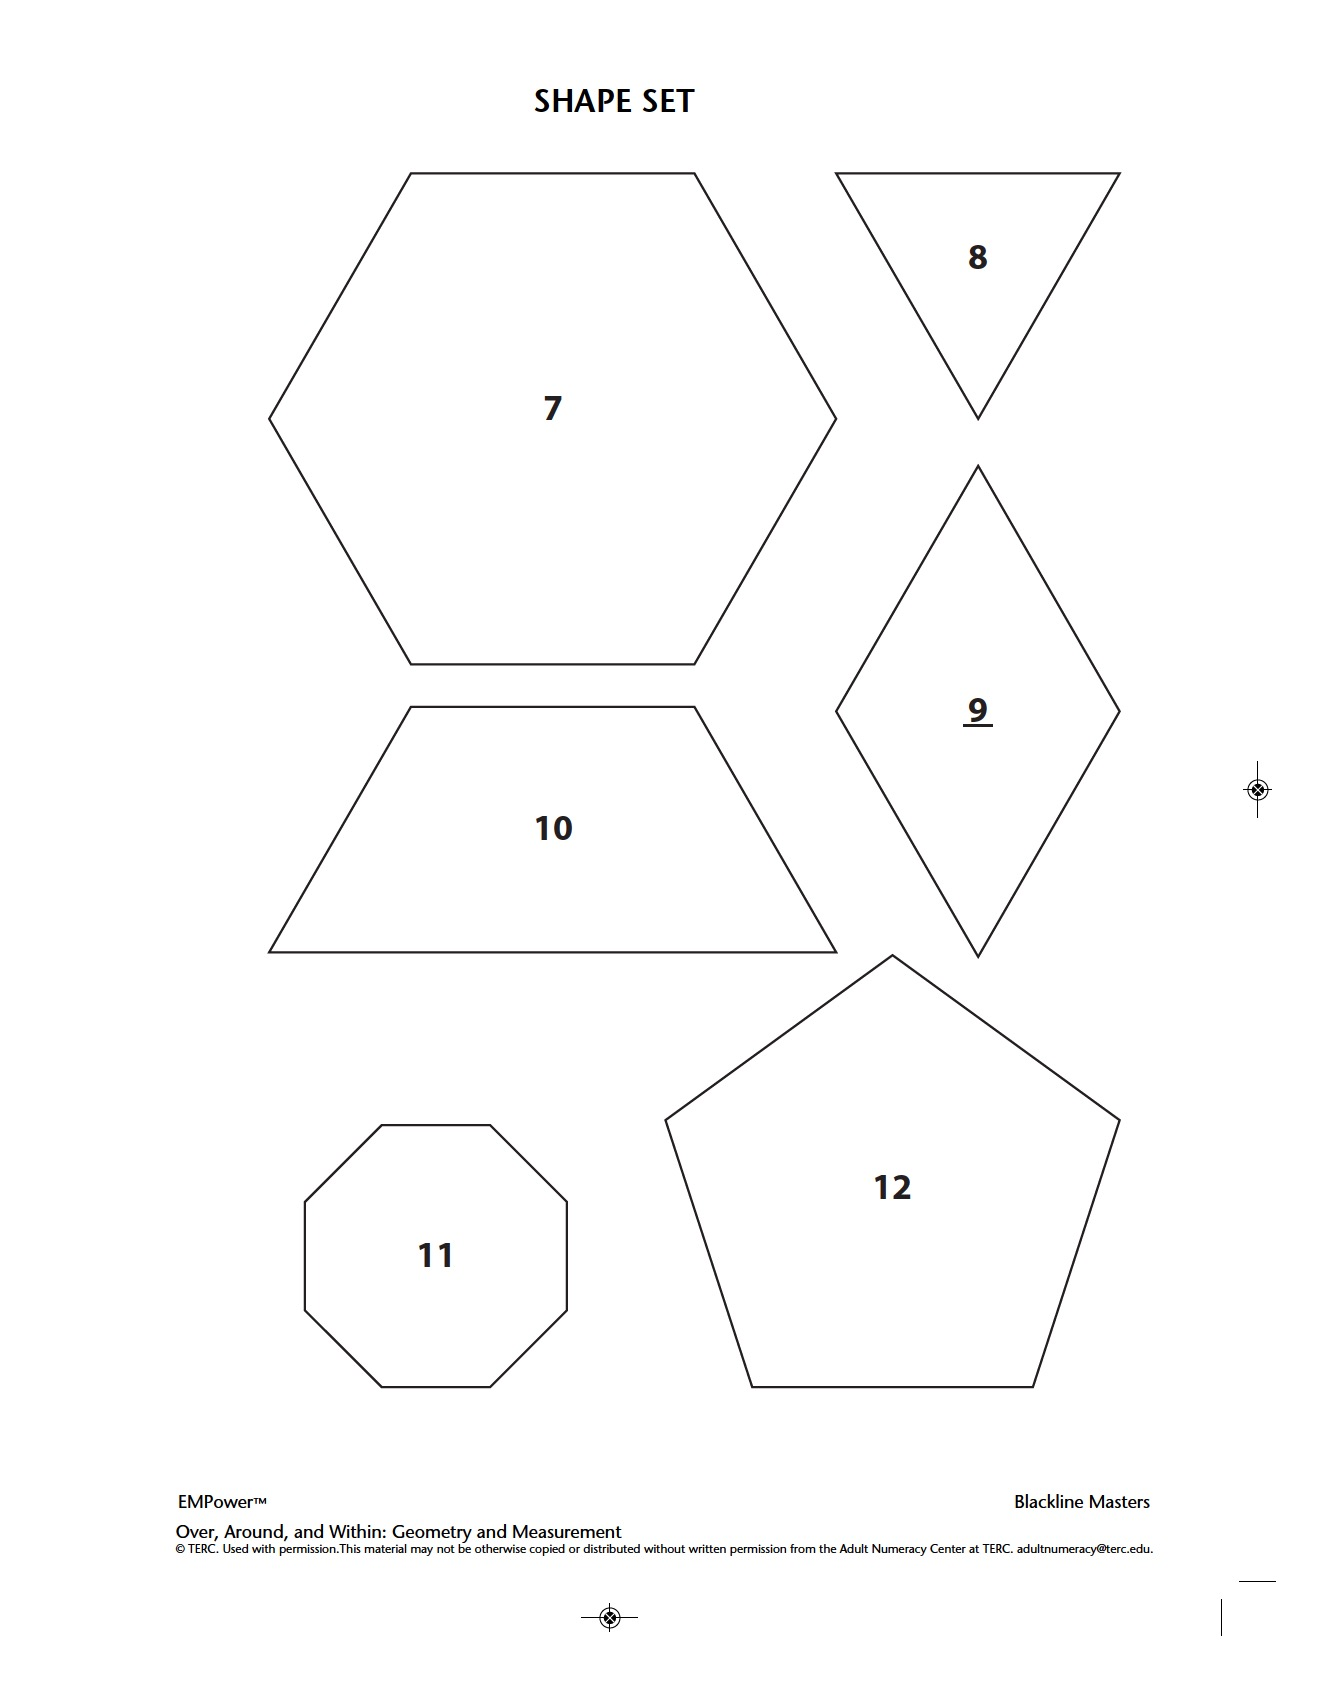 SHAPE SET
7
8
9
10
11
12
EMPower™
Blackline Masters
Over, Around, and Within: Geometry and Measurement
© TERC. Used with permission.This material may not be otherwise copied or distributed without written permission from the Adult Numeracy Center at TERC. adultnumeracy@terc.edu.